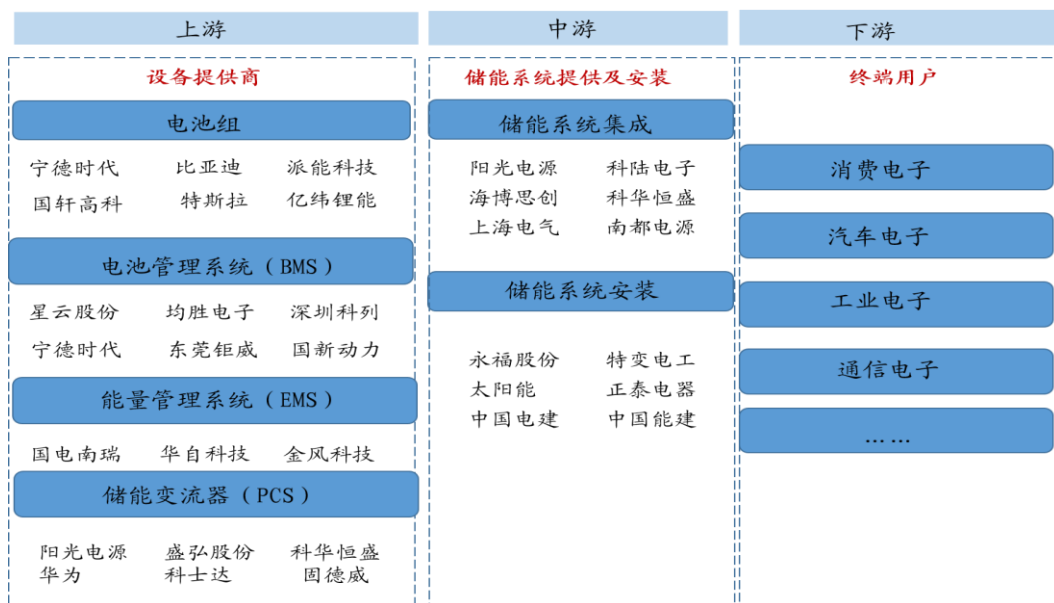 上游
设备提供商
电池组
宁德时代 比亚迪 派能科技
国轩高科 特斯拉 亿纬锂能
电池管理系统（BMS）
星云股份 均胜电子 深圳科列
宁德时代 东莞钜威 国新动力
能量管理系统（EMS）
国电南瑞 华自科技 金风科技
储能变流器（PCS）
阳光电源 盛弘股份 科华恒盛
华为 科士达 固德威
中游
储能系统提供及安装
储能系统集成
阳光电源 科陆电子
海博思创 科华恒盛
上海电气 南都电源
储能系统安装
永福股份 特变电工
太阳能 正泰电器
中国电建 中国能建
下游
终端用户
消费电子
汽车电子
工业电子
通信电子
……